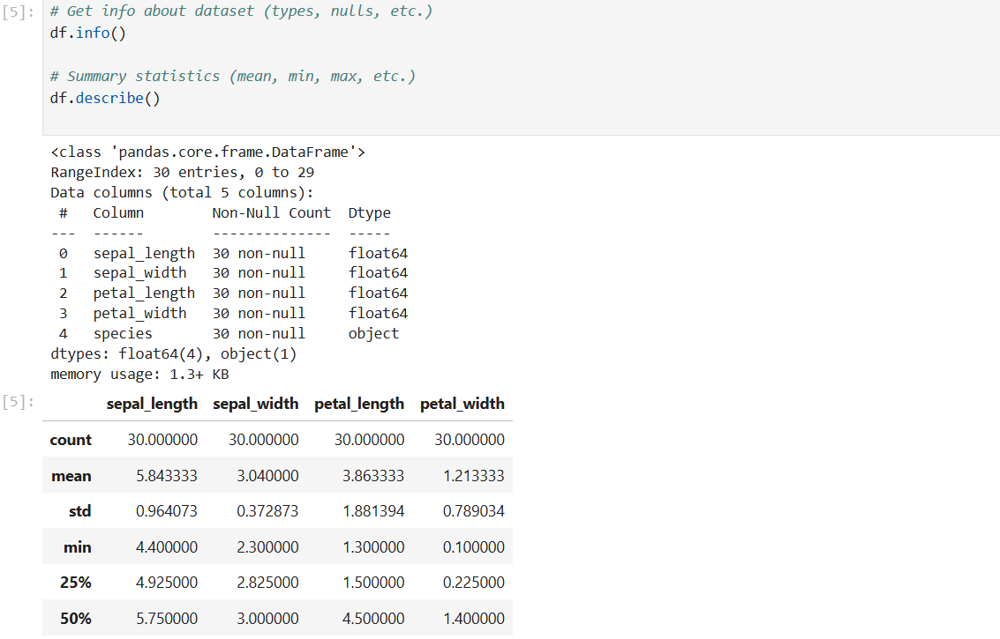 [5]: # Get info about dataset (types, nulls, etc.)
df.info()
# Summary statistics (mean, min, max, etc.)
df.describe()
<class 'pandas.core.frame.DataFrame'>
RangeIndex: 30 entries, 0 to 29
Data columns (total 5 columns):
 #   Column        Non-Null Count  Dtype
---  ------        --------------  -----
 0   sepal_length  30 non-null     float64
 1   sepal_width   30 non-null     float64
 2   petal_length  30 non-null     float64
 3   petal_width   30 non-null     float64
 4   species       30 non-null     object
dtypes: float64(4), object(1)
memory usage: 1.3+ KB
[5]: sepal_length sepal_width petal_length petal_width
count 30.000000 30.000000 30.000000 30.000000
mean 5.843333 3.040000 3.863333 1.213333
std 0.964073 0.372873 1.881394 0.789034
min 4.400000 2.300000 1.300000 0.100000
25% 4.925000 2.825000 1.500000 0.225000
50% 5.750000 3.000000 4.500000 1.400000